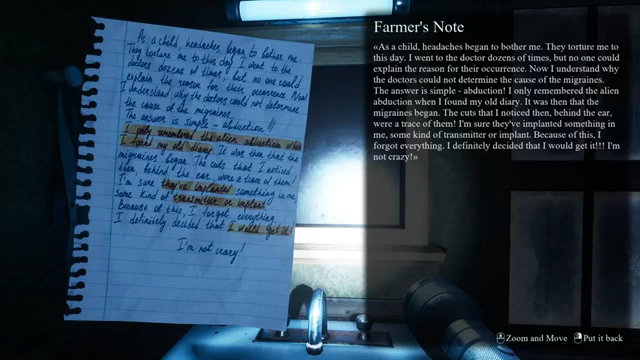 As a child, headaches began to bother me.
They torture me to this day. I went to the
doctors dozens of times, but no one could
explain the reason for their occurrence. Now
I understand why the doctors could not determine
the cause of the migraines.
The answer is simple - abduction!!!
I only remembered the alien abduction when
I found my old diary. It was then that the
migraines began. The cuts that I noticed
then, behind the ear, were a trace of them!
I'm sure they've implanted something in me,
some kind of transmitter or implant.
Because of this, I forgot everything.
I definitely decided that I would get it!
I'm not crazy!
Farmer's Note
«As a child, headaches began to bother me. They torture me to
this day. I went to the doctor dozens of times, but no one could
explain the reason for their occurrence. Now I understand why
the doctors could not determine the cause of the migraines.
The answer is simple - abduction! I only remembered the alien
abduction when I found my old diary. It was then that the
migraines began. The cuts that I noticed then, behind the ear,
were a trace of them! I'm sure they've implanted something in
me, some kind of transmitter or implant. Because of this, I
forgot everything. I definitely decided that I would get it!!! I'm
not crazy!»
Zoom and Move Put it back